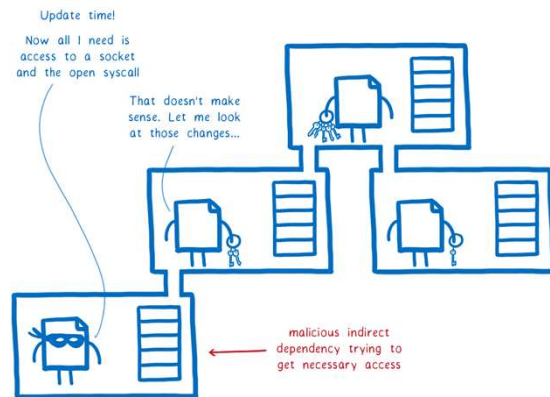 Update time!
Now all I need is
access to a socket
and the open syscall
That doesn't make
sense. Let me look
at those changes...
malicious indirect
dependency trying to
get necessary access